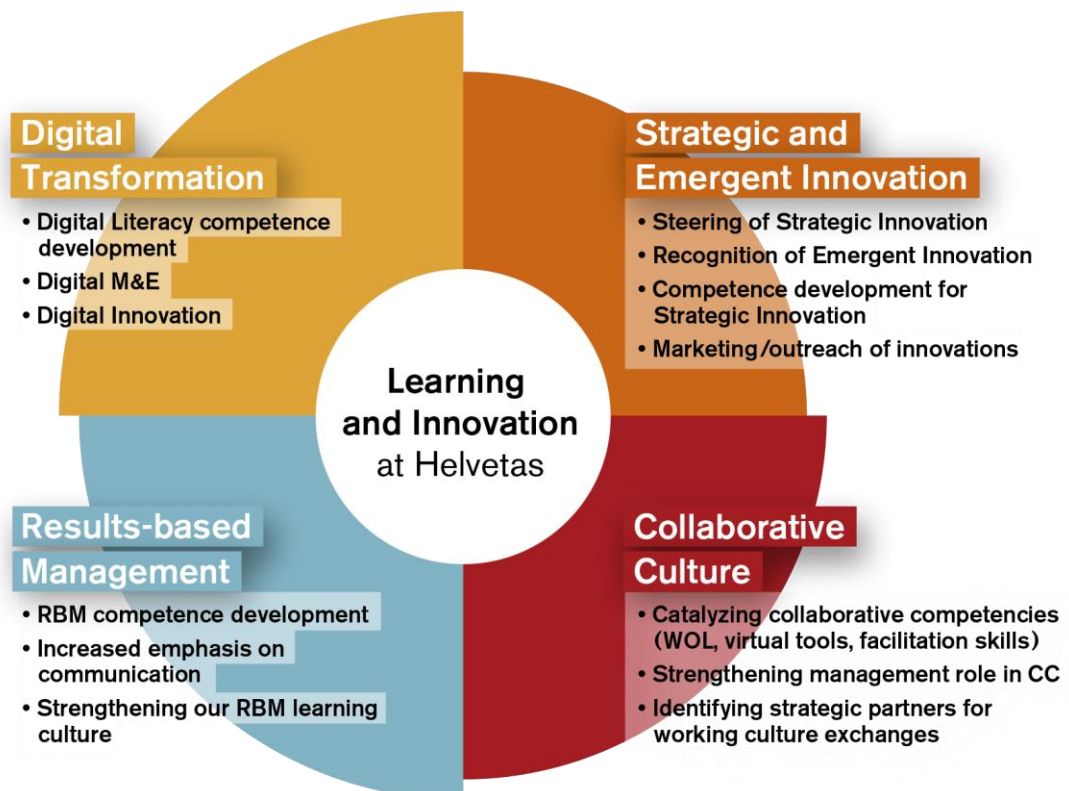 Digital
Transformation
• Digital Literacy competence
development
• Digital M&E
• Digital Innovation
Strategic and
Emergent Innovation
• Steering of Strategic Innovation
• Recognition of Emergent Innovation
• Competence development for
Strategic Innovation
• Marketing/outreach of innovations
Learning
and Innovation
at Helvetas
Results-based
Management
• RBM competence development
• Increased emphasis on
communication
• Strengthening our RBM learning
culture
Collaborative
Culture
• Catalyzing collaborative competencies
(WOL, virtual tools, facilitation skills)
• Strengthening management role in CC
• Identifying strategic partners for
working culture exchanges